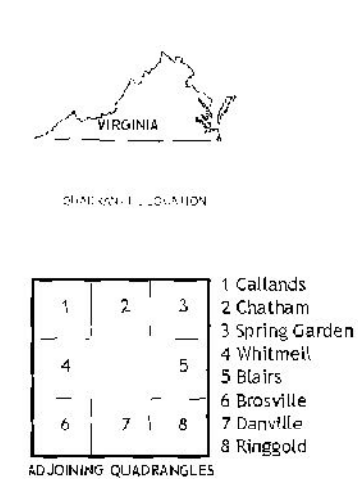 VIRGINIA
LOCATION
1 2 3
4 5
6 7 8
1 Callands
2 Chatham
3 Spring Garden
4 Whitmell
5 Blairs
6 Brosville
7 Danville
8 Ringgold
ADJOINING QUADRANGLES